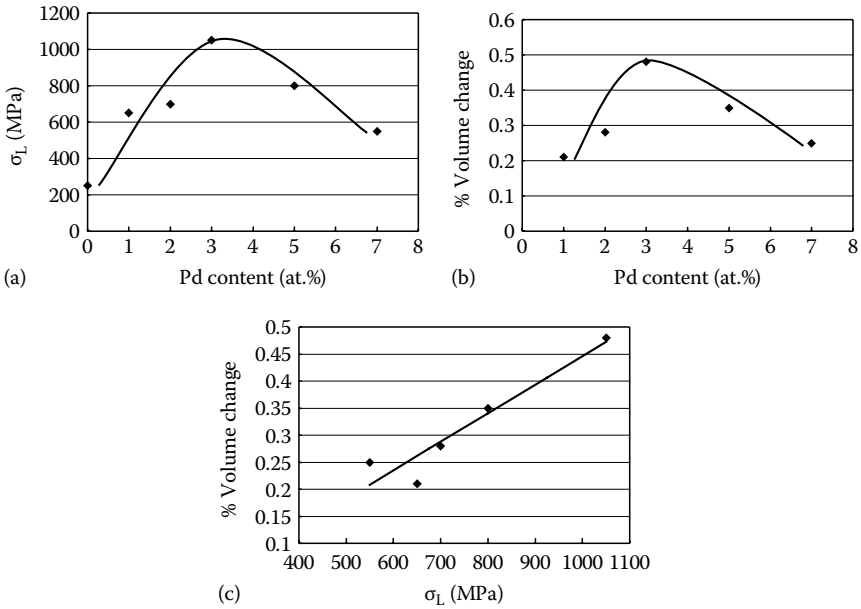 1200
1000
800
600
400
200
0
σL (MPa)
0 1 2 3 4 5 6 7 8
Pd content (at.%)
(a)
0.6
0.5
0.4
0.3
0.2
0.1
0
% Volume change
0 1 2 3 4 5 6 7 8
Pd content (at.%)
(b)
0.5
0.45
0.4
0.35
0.3
0.25
0.2
0.15
0.1
% Volume change
400 500 600 700 800 900 1000 1100
σL (MPa)
(c)